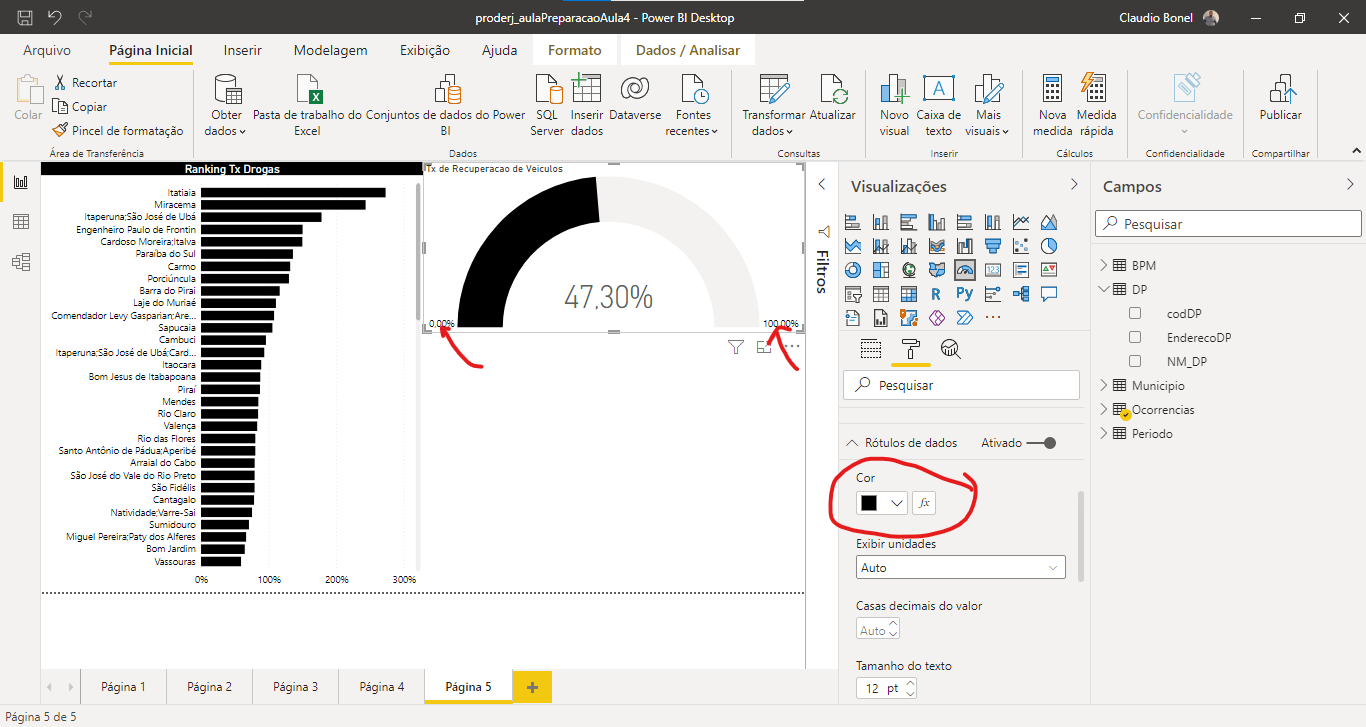 proderj_aulaPreparacaoAula4 - Power BI Desktop
Claudio Bonel
Arquivo Página Inicial Inserir Modelagem Exibição Ajuda Formato Dados / Analisar
Colar
Recortar
Copiar
Pincel de formatação
Área de Transferência
Obter dados
Pasta de trabalho do Excel
Conjuntos de dados do Power BI
SQL Server
Inserir dados
Dataverse
Fontes recentes
Dados
Transformar dados
Atualizar
Consultas
Novo visual
Caixa de texto
Mais visuais
Inserir
Nova medida
Medida rápida
Cálculos
Confidencialidade
Confidencialidade
Publicar
Compartilhar
Ranking Tx Drogas
Itatiaia
Miracema
Itaperuna;São José de Ubá
Engenheiro Paulo de Frontin
Cardoso Moreira;Italva
Paraíba do Sul
Carmo
Porciúncula
Barra do Piraí
Laje do Muriaé
Comendador Levy Gasparian;Are...
Sapucaia
Cambuci
Itaperuna;São José de Ubá;Card...
Itaocara
Bom Jesus de Itabapoana
Piraí
Mendes
Rio Claro
Valença
Rio das Flores
Santo Antônio de Pádua;Aperibé
Arraial do Cabo
São José do Vale do Rio Preto
São Fidélis
Cantagalo
Natividade;Varre-Sai
Sumidouro
Miguel Pereira;Paty dos Alferes
Bom Jardim
Vassouras
0% 100% 200% 300%
Tx de Recuperacao de Veiculos
47,30%
0,00%
100,00%
Filtros
Visualizações
R
Py
123
Pesquisar
Rótulos de dados Ativado
Cor
fx
Exibir unidades
Auto
Casas decimais do valor
Auto
Tamanho do texto
12 pt
Campos
Pesquisar
BPM
DP
codDP
EnderecoDP
NM_DP
Municipio
Ocorrencias
Periodo
Página 1 Página 2 Página 3 Página 4 Página 5
Página 5 de 5